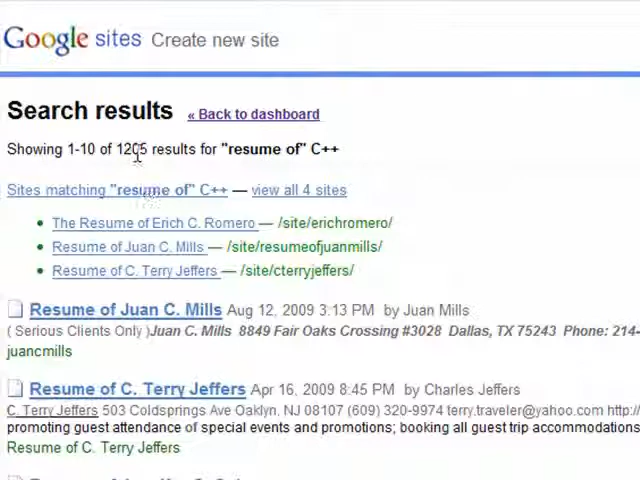 Google sites Create new site
Search results « Back to dashboard
Showing 1-10 of 1205 results for "resume of" C++
Sites matching "resume of" C++ — view all 4 sites
The Resume of Erich C. Romero — /site/erichromero/
Resume of Juan C. Mills — /site/resumeofjuanmills/
Resume of C. Terry Jeffers — /site/cterryjeffers/
Resume of Juan C. Mills Aug 12, 2009 3:13 PM by Juan Mills
( Serious Clients Only )Juan C. Mills 8849 Fair Oaks Crossing #3028 Dallas, TX 75243 Phone: 214-
juancmills
Resume of C. Terry Jeffers Apr 16, 2009 8:45 PM by Charles Jeffers
C. Terry Jeffers 503 Coldsprings Ave Oaklyn, NJ 08107 (609) 320-9974 terry.traveler@yahoo.com http:/
promoting guest attendance of special events and promotions; booking all guest trip accommodations
Resume of C. Terry Jeffers